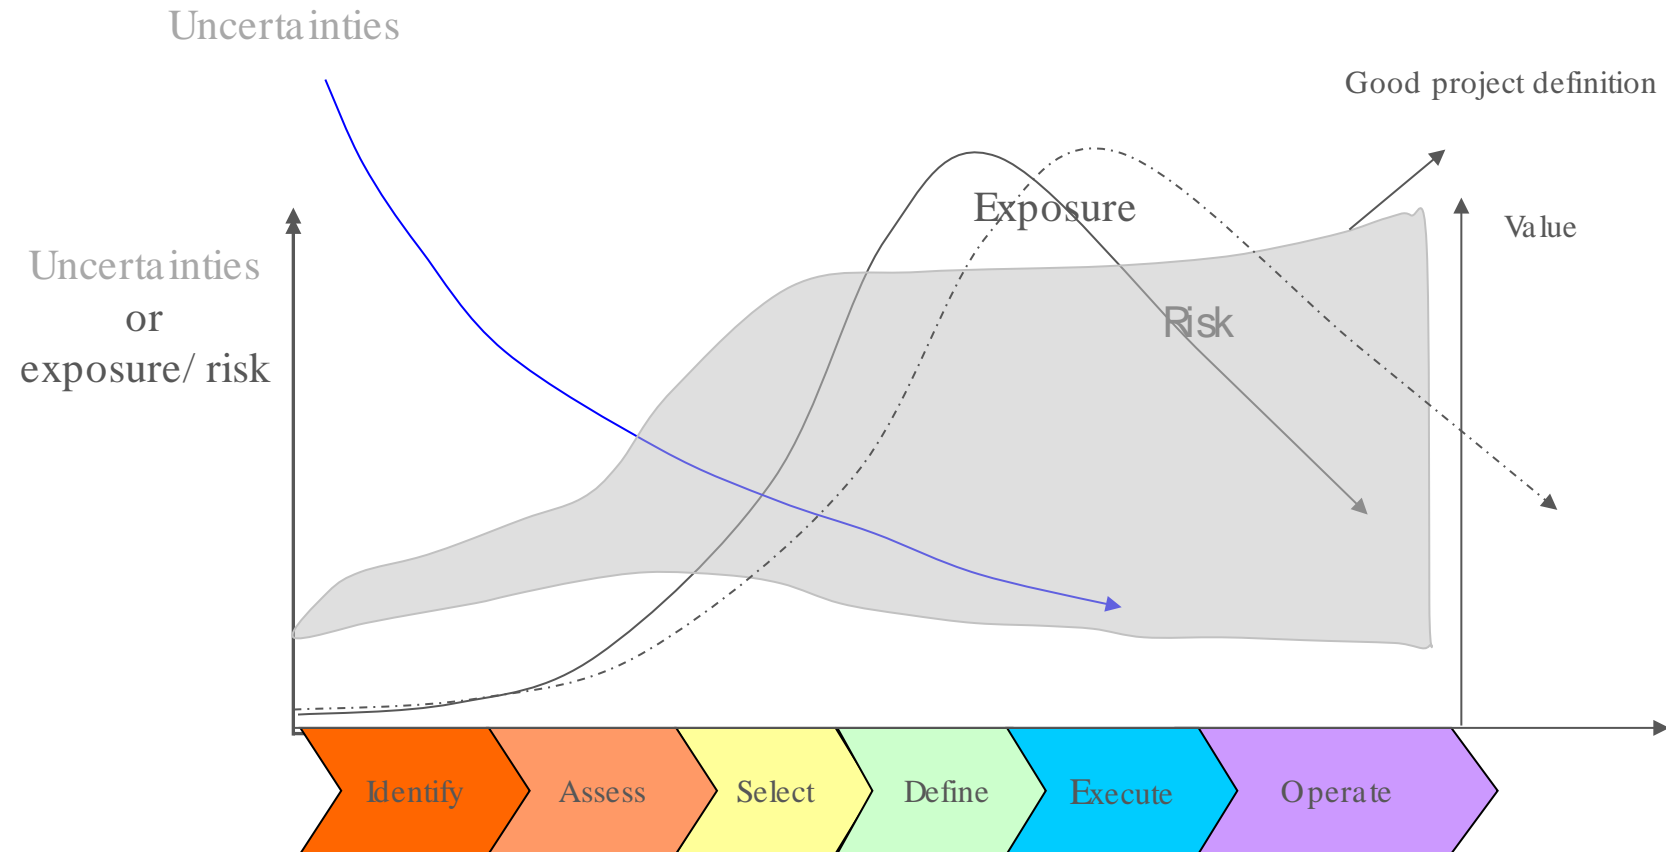 Uncertainties
Good project definition
Exposure
Value
Uncertainties
or
exposure/ risk
Risk
Identify
Assess
Select
Define
Execute
Operate